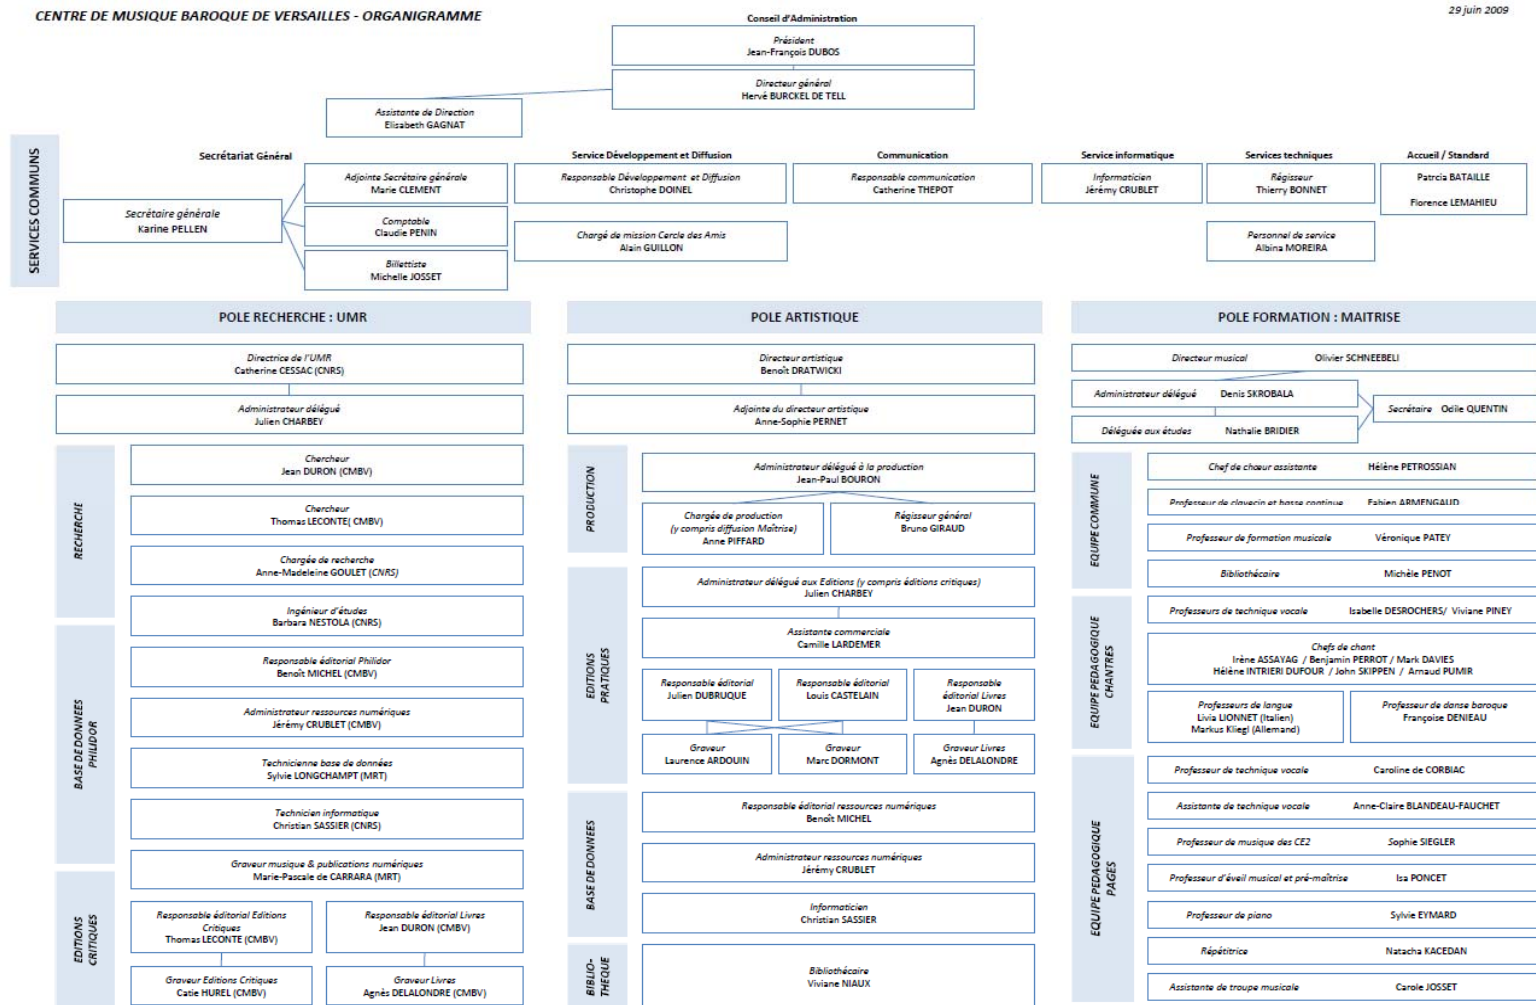 CENTRE DE MUSIQUE BAROQUE DE VERSAILLES - ORGANIGRAMME
29 juin 2009
Conseil d'Administration
Président
Jean-François DUBOS
Directeur général
Hervé BURCKEL DE TELL
Assistante de Direction
Elisabeth GAGNAT
SERVICES COMMUNS
Secrétariat Général
Secrétaire générale
Karine PELLEN
Adjointe Secrétaire générale
Marie CLEMENT
Comptable
Claudie PENIN
Billettiste
Michelle JOSSET
Service Développement et Diffusion
Responsable Développement et Diffusion
Christophe DOINEL
Chargé de mission Cercle des Amis
Alain GUILLON
Communication
Responsable communication
Catherine THEPOT
Service informatique
Informaticien
Jérémy CRUBLET
Services techniques
Régisseur
Thierry BONNET
Personnel de service
Albina MOREIRA
Accueil / Standard
Patrcia BATAILLE
Florence LEMAHIEU
POLE RECHERCHE : UMR
Directrice de l'UMR
Catherine CESSAC (CNRS)
Administrateur délégué
Julien CHARBEY
RECHERCHE
Chercheur
Jean DURON (CMBV)
Chercheur
Thomas LECONTE( CMBV)
Chargée de recherche
Anne-Madeleine GOULET (CNRS)
Ingénieur d'études
Barbara NESTOLA (CNRS)
BASE DE DONNEES
PHILIDOR
Responsable éditorial Philidor
Benoît MICHEL (CMBV)
Administrateur ressources numériques
Jérémy CRUBLET (CMBV)
Technicienne base de données
Sylvie LONGCHAMPT (MRT)
Technicien informatique
Christian SASSIER (CNRS)
Graveur musique & publications numériques
Marie-Pascale de CARRARA (MRT)
EDITIONS
CRITIQUES
Responsable éditorial Editions
Critiques
Thomas LECONTE (CMBV)
Responsable éditorial Livres
Jean DURON (CMBV)
Graveur Editions Critiques
Catie HUREL (CMBV)
Graveur Livres
Agnès DELALONDRE (CMBV)
POLE ARTISTIQUE
Directeur artistique
Benoît DRATWICKI
Adjointe du directeur artistique
Anne-Sophie PERNET
PRODUCTION
Administrateur délégué à la production
Jean-Paul BOURON
Chargée de production
(y compris diffusion Maîtrise)
Anne PIFFARD
Régisseur général
Bruno GIRAUD
EDITIONS
PRATIQUES
Administrateur délégué aux Editions (y compris éditions critiques)
Julien CHARBEY
Assistante commerciale
Camille LARDEMER
Responsable éditorial
Julien DUBRUQUE
Responsable éditorial
Louis CASTELAIN
Responsable
éditorial Livres
Jean DURON
Graveur
Laurence ARDOUIN
Graveur
Marc DORMONT
Graveur Livres
Agnès DELALONDRE
BASE DE DONNEES
Responsable éditorial ressources numériques
Benoît MICHEL
Administrateur ressources numériques
Jérémy CRUBLET
Informaticien
Christian SASSIER
BIBLIO-
THEQUE
Bibliothécaire
Viviane NIAUX
POLE FORMATION : MAITRISE
Directeur musical Olivier SCHNEEBELI
Administrateur délégué Denis SKROBALA
Déléguée aux études Nathalie BRIDIER
Secrétaire Odile QUENTIN
EQUIPE COMMUNE
Chef de chœur assistante Hélène PETROSSIAN
Professeur de clavecin et basse continue Fabien ARMENGAUD
Professeur de formation musicale Véronique PATEY
Bibliothécaire Michèle PENOT
EQUIPE PEDAGOGIQUE
CHANTRES
Professeurs de technique vocale Isabelle DESROCHERS/ Viviane PINEY
Chefs de chant
Irène ASSAYAG / Benjamin PERROT / Mark DAVIES
Hélène INTRIERI DUFOUR / John SKIPPEN / Arnaud PUMIR
Professeurs de langue
Livia LIONNET (Italien)
Markus Kliegl (Allemand)
Professeur de danse baroque
Françoise DENIEAU
EQUIPE PEDAGOGIQUE
PAGES
Professeur de technique vocale Caroline de CORBIAC
Assistante de technique vocale Anne-Claire BLANDEAU-FAUCHET
Professeur de musique des CE2 Sophie SIEGLER
Professeur d'éveil musical et pré-maîtrise Isa PONCET
Professeur de piano Sylvie EYMARD
Répétitrice Natacha KACEDAN
Assistante de troupe musicale Carole JOSSET